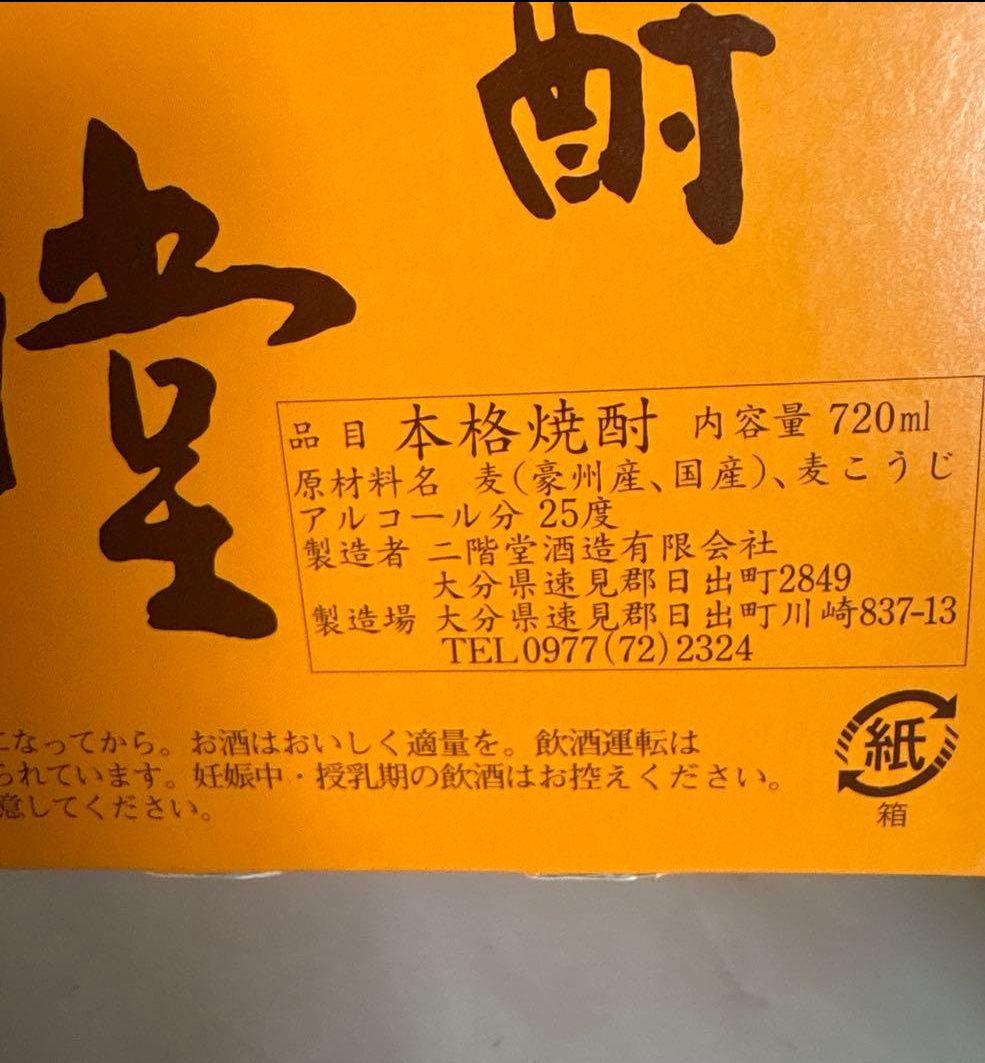 酎
堂
品目 本格焼酎 内容量 720ml
原材料名 麦(豪州産、国産)、麦こうじ
アルコール分 25度
製造者 二階堂酒造有限会社
大分県速見郡日出町2849
製造場 大分県速見郡日出町川崎837-13
TEL0977(72)2324
になってから。お酒はおいしく適量を。飲酒運転は
られています。妊娠中・授乳期の飲酒はお控えください。
意してください。
紙
箱